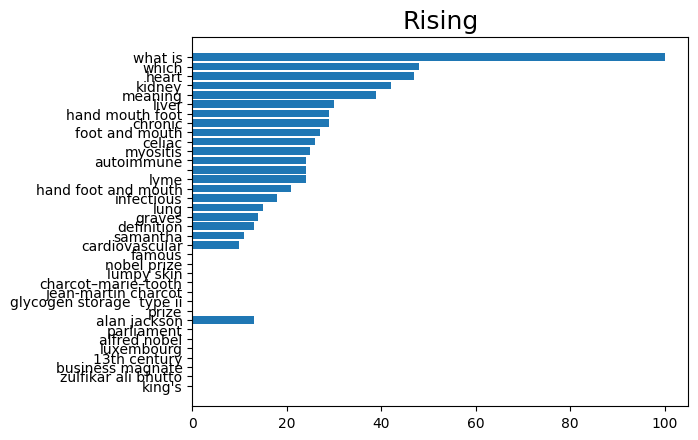 Rising
what is
which
heart
kidney
meaning
liver
hand mouth foot
chronic
foot and mouth
celiac
myositis
autoimmune
lyme
hand foot and mouth
infectious
lung
graves
definition
samantha
cardiovascular
famous
nobel prize
lumpy skin
charcot–marie–tooth
jean-martin charcot
glycogen storage  type ii
prize
alan jackson
parliament
alfred nobel
luxembourg
13th century
business magnate
zulfikar ali bhutto
king's
0 20 40 60 80 100